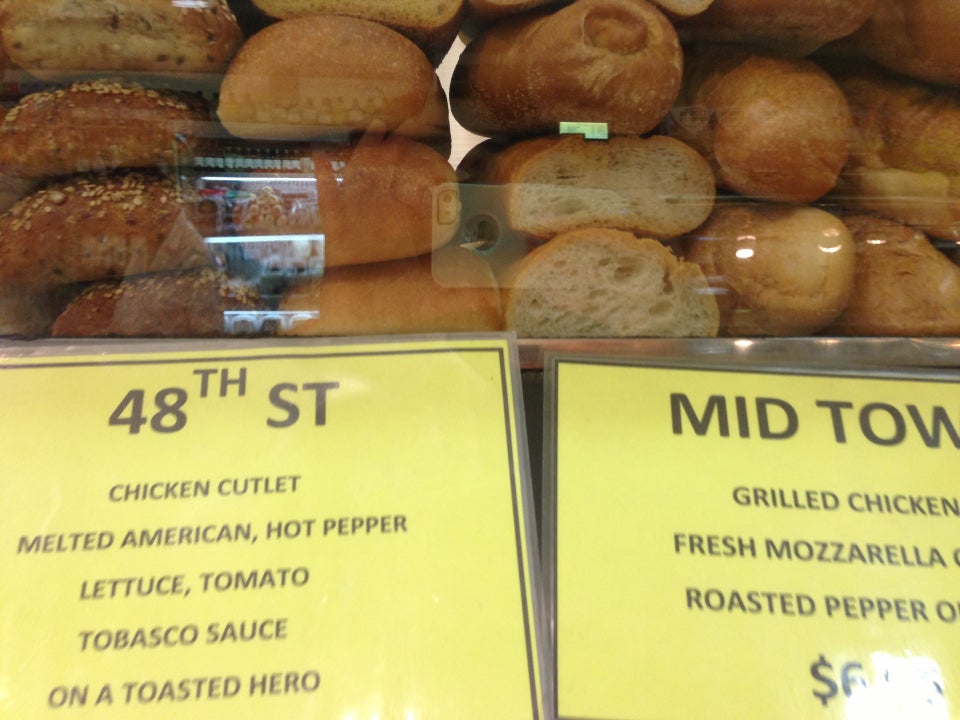 48TH ST
CHICKEN CUTLET
MELTED AMERICAN, HOT PEPPER
LETTUCE, TOMATO
TOBASCO SAUCE
ON A TOASTED HERO
MID TOW
GRILLED CHICKEN
FRESH MOZZARELLA
ROASTED PEPPER